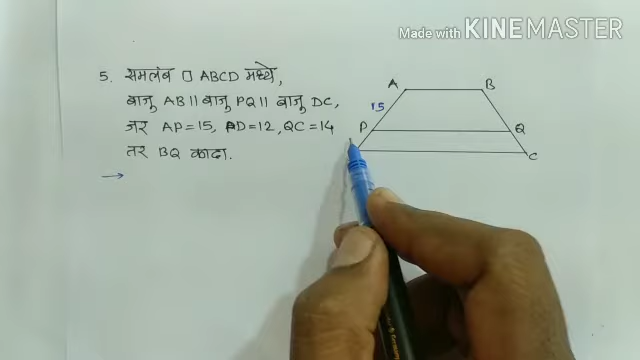 Made with KINEMASTER
5. समलंब □ ABCD मध्ये,
बाजू AB || बाजू PQ || बाजू DC,
जर AP = 15, PD = 12, QC = 14
तर BQ काढा.
→
A B
15
P Q
C